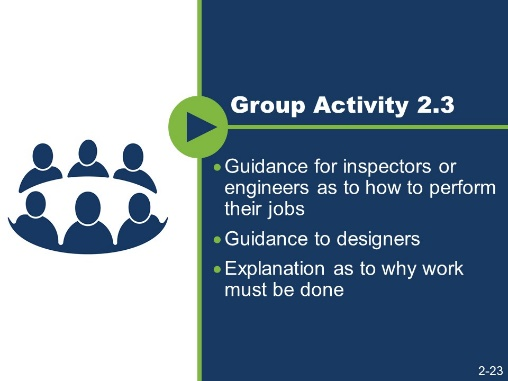 Group Activity 2.3
Guidance for inspectors or
engineers as to how to perform
their jobs
Guidance to designers
Explanation as to why work
must be done
2-23